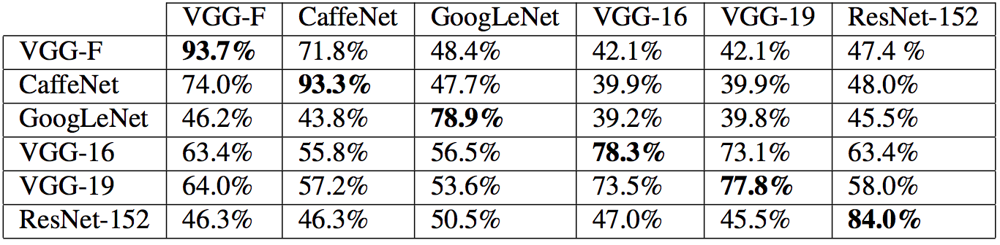 VGG-F CaffeNet GoogLeNet VGG-16 VGG-19 ResNet-152
VGG-F 93.7% 71.8% 48.4% 42.1% 42.1% 47.4 %
CaffeNet 74.0% 93.3% 47.7% 39.9% 39.9% 48.0%
GoogLeNet 46.2% 43.8% 78.9% 39.2% 39.8% 45.5%
VGG-16 63.4% 55.8% 56.5% 78.3% 73.1% 63.4%
VGG-19 64.0% 57.2% 53.6% 73.5% 77.8% 58.0%
ResNet-152 46.3% 46.3% 50.5% 47.0% 45.5% 84.0%